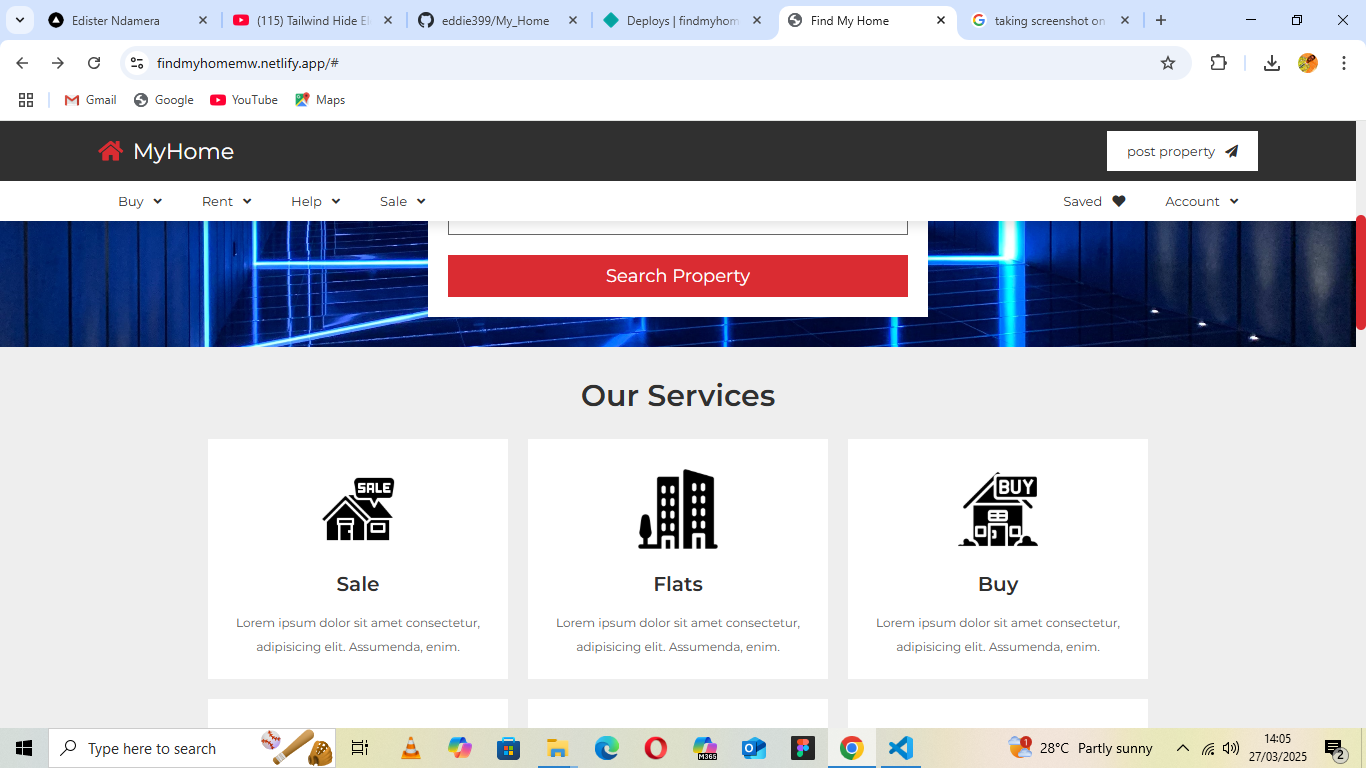 Edister Ndamera
(115) Tailwind Hide El
eddie399/My_Home
Deploys | findmyhom
Find My Home
taking screenshot on
findmyhomemw.netlify.app/#
Gmail
Google
YouTube
Maps
MyHome
post property
Buy
Rent
Help
Sale
Saved
Account
Search Property
Our Services
SALE
BUY
Sale
Flats
Buy
Lorem ipsum dolor sit amet consectetur,
adipisicing elit. Assumenda, enim.
Lorem ipsum dolor sit amet consectetur,
adipisicing elit. Assumenda, enim.
Lorem ipsum dolor sit amet consectetur,
adipisicing elit. Assumenda, enim.
Type here to search
M365
1
28°C Partly sunny
14:05
27/03/2025
2